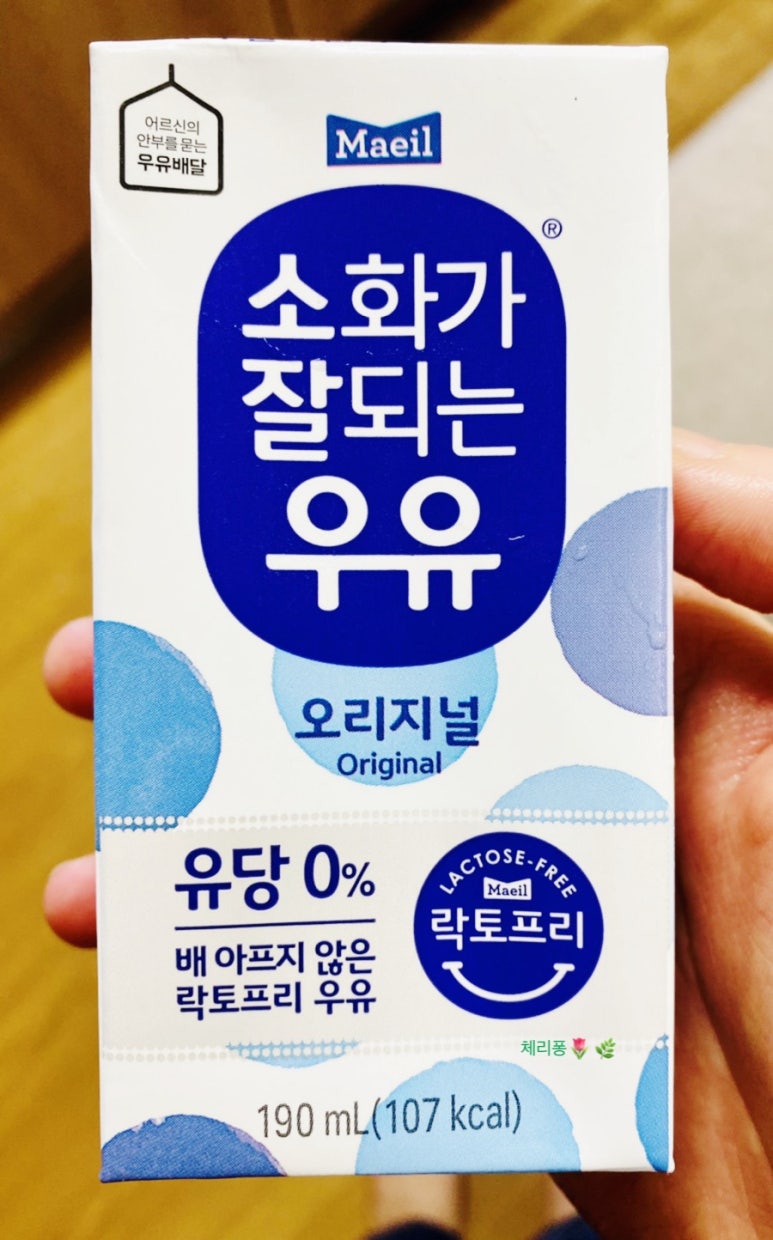 어르신의
안부를 묻는
우유배달
Maeil
®
소화가
잘되는
우유
오리지널
Original
유당 0%
배 아프지 않은
락토프리 우유
LACTOSE-FREE
Maeil
락토프리
체리퐁🌷🌿
190 mL(107 kcal)